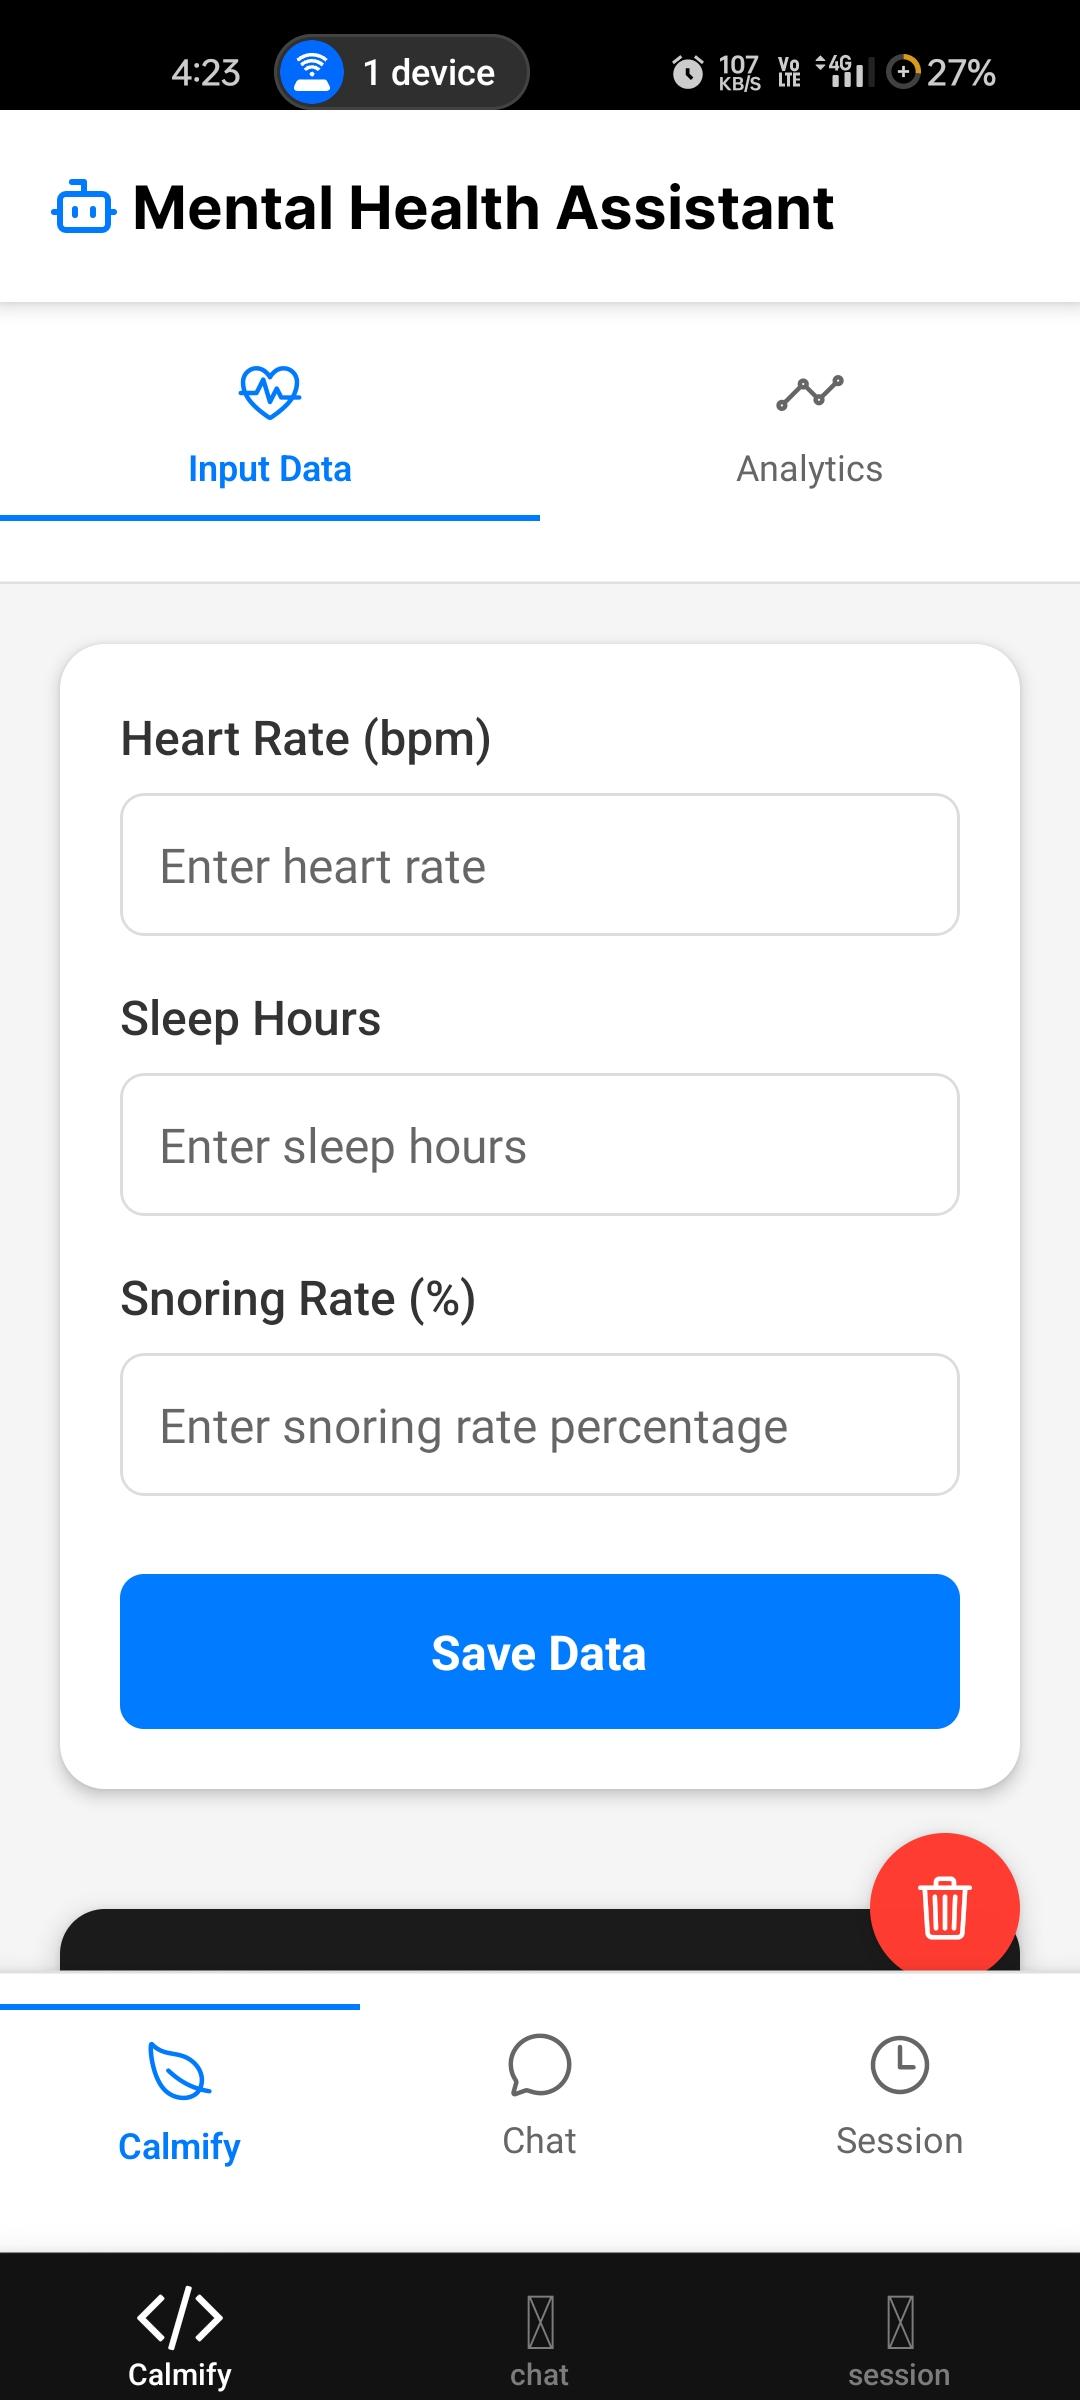 4:23
1 device
107
KB/S
Vo
LTE
4G
27%
Mental Health Assistant
Input Data
Analytics
Heart Rate (bpm)
Enter heart rate
Sleep Hours
Enter sleep hours
Snoring Rate (%)
Enter snoring rate percentage
Save Data
Calmify
Chat
Session
Calmify
chat
session